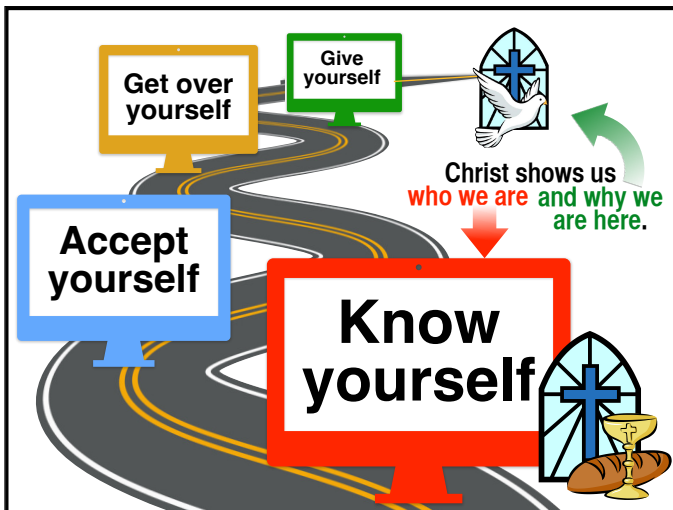 Give
yourself
Get over
yourself
Christ shows us
who we are and why we
are here.
Accept
yourself
Know
yourself